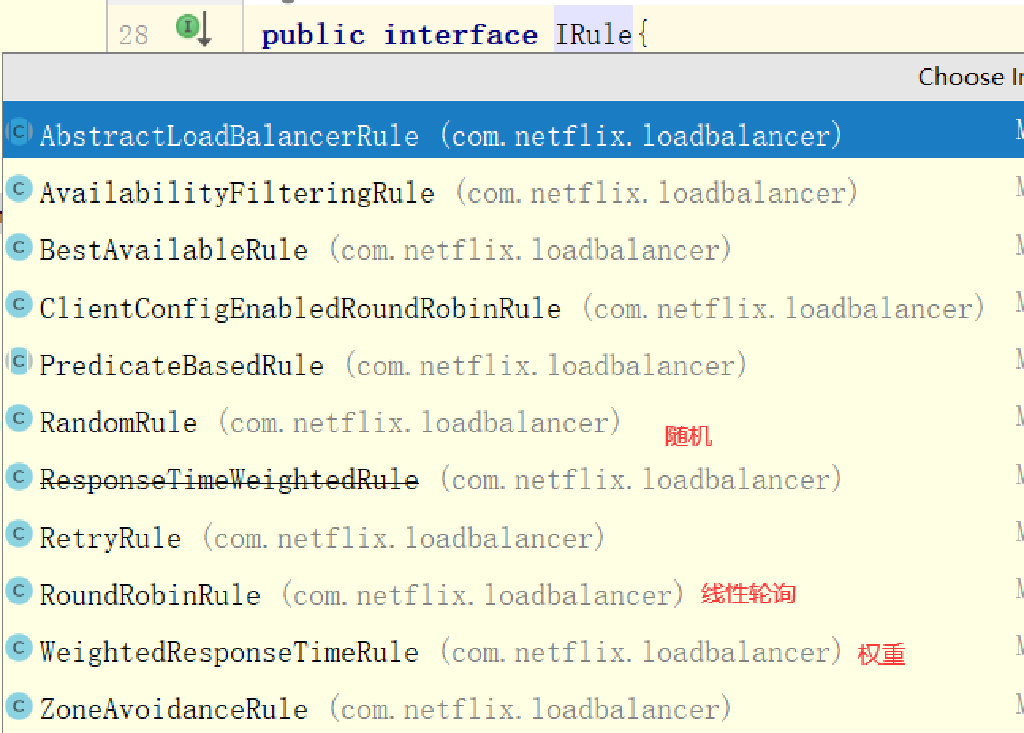 28 public interface IRule{
Choose I
AbstractLoadBalancerRule (com.netflix.loadbalancer)
AvailabilityFilteringRule (com.netflix.loadbalancer)
BestAvailableRule (com.netflix.loadbalancer)
ClientConfigEnabledRoundRobinRule (com.netflix.loadbalancer)
PredicateBasedRule (com.netflix.loadbalancer)
RandomRule (com.netflix.loadbalancer) 随机
ResponseTimeWeightedRule (com.netflix.loadbalancer)
RetryRule (com.netflix.loadbalancer)
RoundRobinRule (com.netflix.loadbalancer) 线性轮询
WeightedResponseTimeRule (com.netflix.loadbalancer) 权重
ZoneAvoidanceRule (com.netflix.loadbalancer)